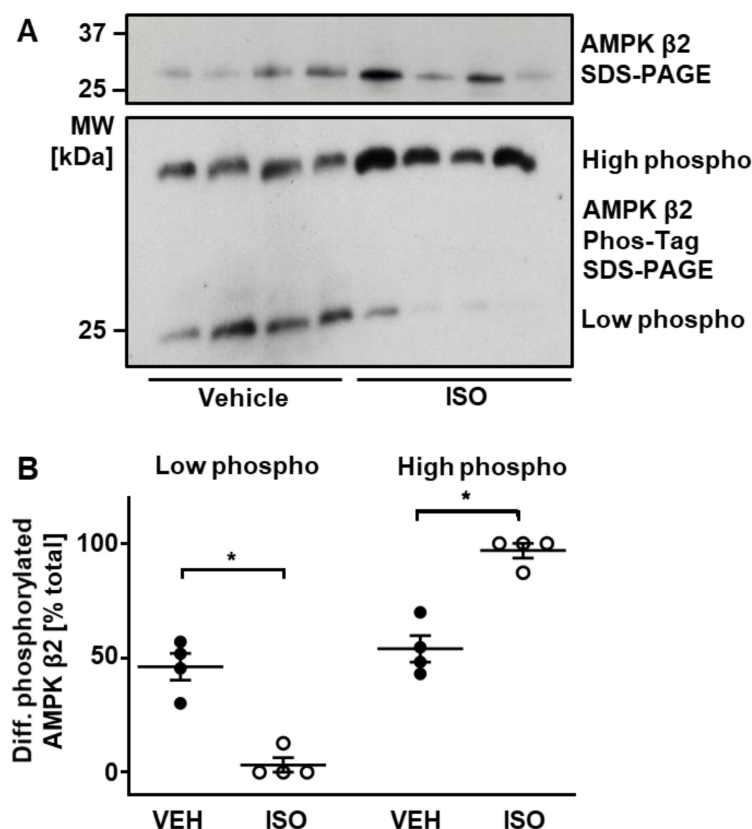 A
37
25
AMPK β2
SDS-PAGE
MW
[kDa]
High phospho
AMPK β2
Phos-Tag
SDS-PAGE
25
Low phospho
Vehicle
ISO
B
Low phospho
High phospho
Diff. phosphorylated
AMPK β2 [% total]
100
50
0
*
*
VEH
ISO
VEH
ISO